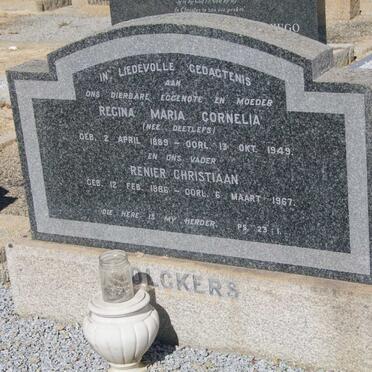 IN LIEDEVOLLE GEDAGTENIS
AAN
ONS DIERBARE EGGENOTE EN MOEDER
REGINA MARIA CORNELIA
(NEE DEETLEFS)
GEB. 2 APRIL 1889 - OORL. 13 OKT. 1949.
EN ONS VADER
RENIER CHRISTIAAN
GEB. 12 FEB. 1886 - OORL. 6 MAART 1967.
DIE HERE IS MY HERDER. PS. 23:1.
OLCKERS